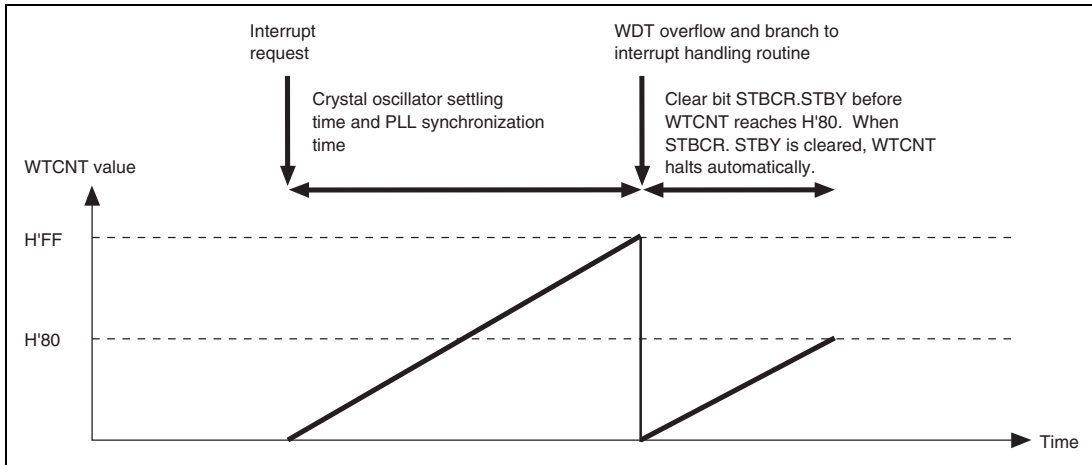 Interrupt
request
WDT overflow and branch to
interrupt handling routine
Crystal oscillator settling
time and PLL synchronization
time
Clear bit STBCR.STBY before
WTCNT reaches H'80.  When
STBCR. STBY is cleared, WTCNT
halts automatically.
WTCNT value
H'FF
H'80
Time